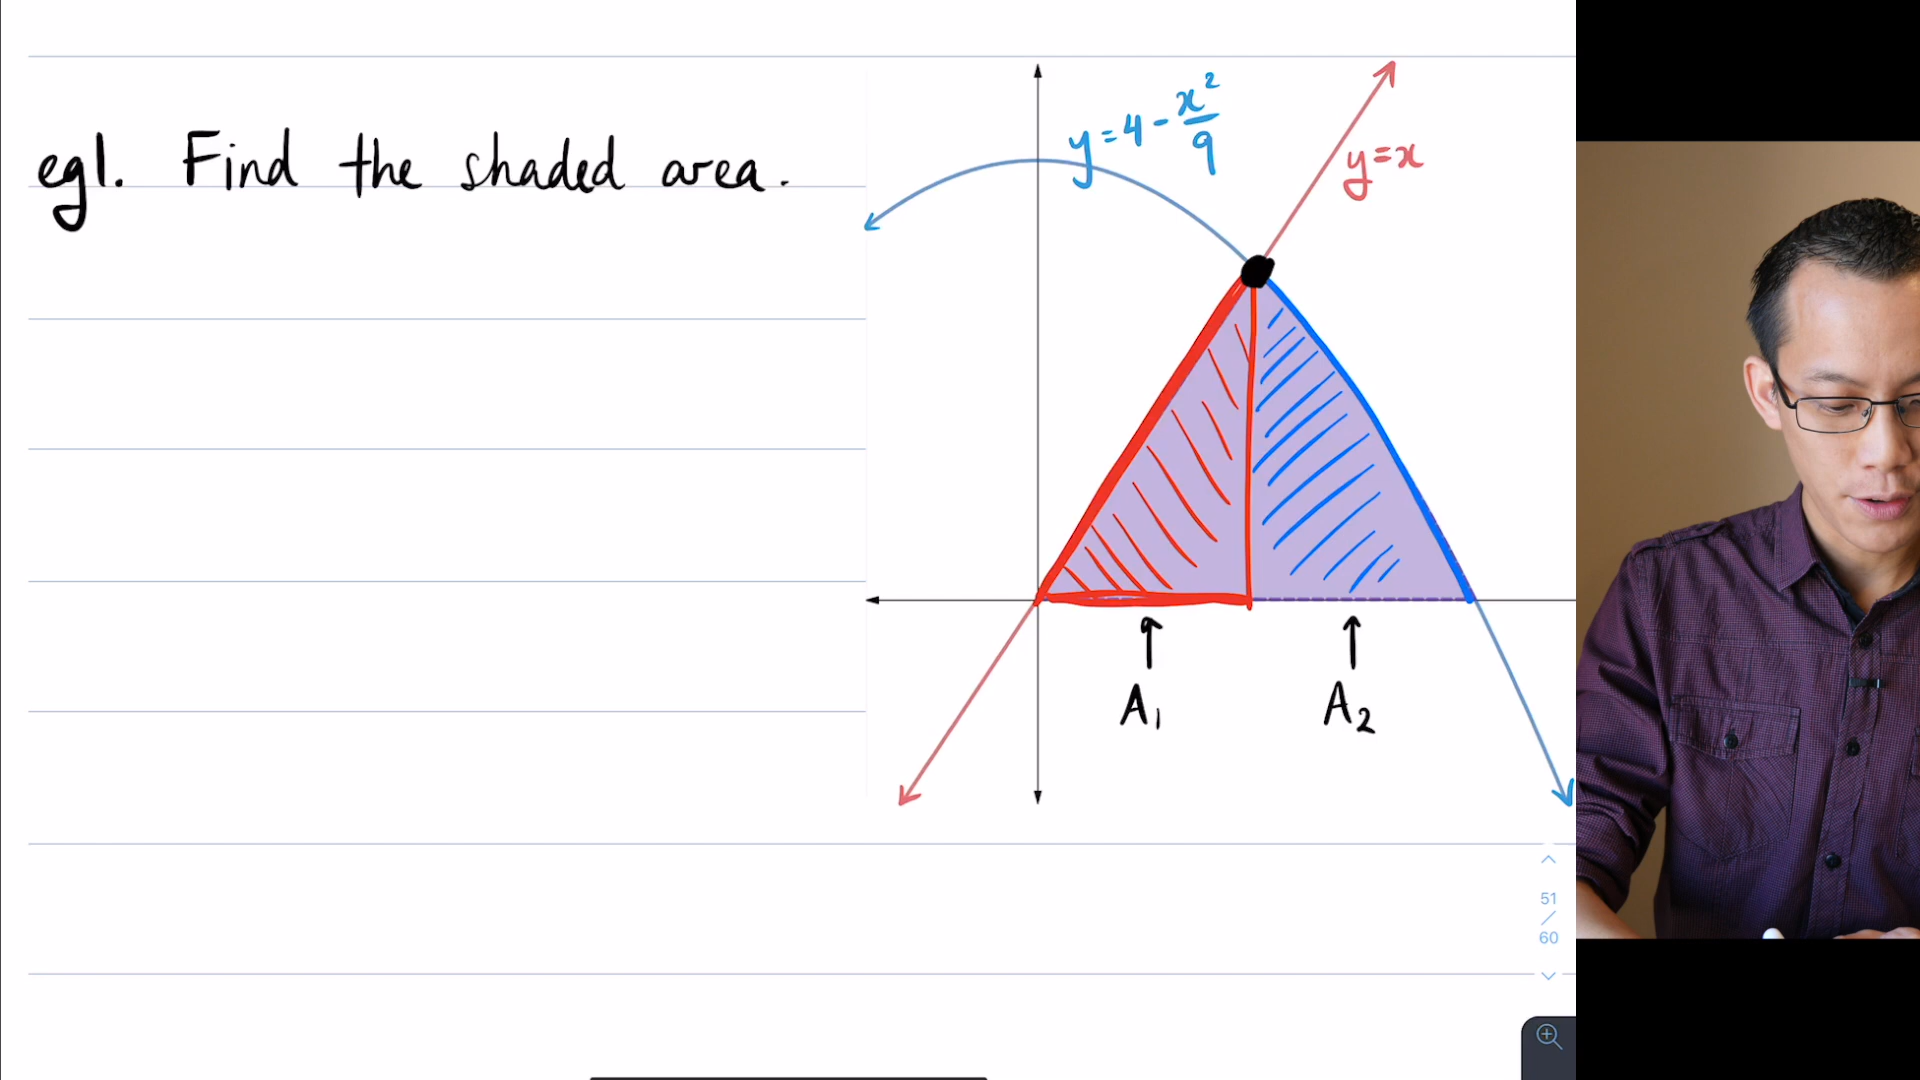 eg1. Find the shaded area.
y = 4 - x²/9
y = x
A₁
A₂
51
/
60